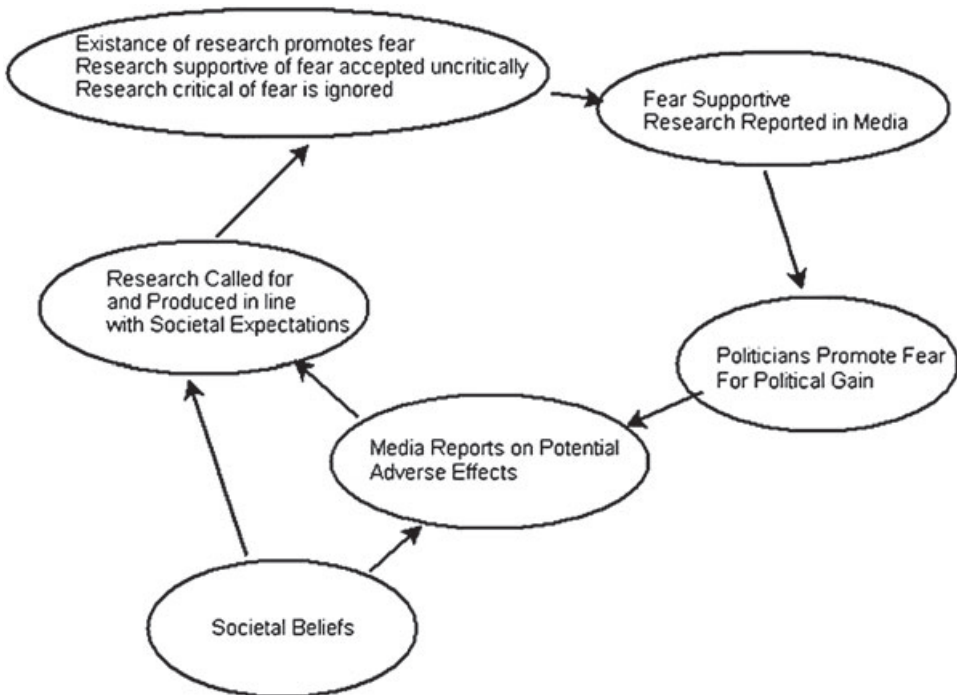 Existance of research promotes fear
Research supportive of fear accepted uncritically
Research critical of fear is ignored
Fear Supportive
Research Reported in Media
Research Called for
and Produced in line
with Societal Expectations
Politicians Promote Fear
For Political Gain
Media Reports on Potential
Adverse Effects
Societal Beliefs